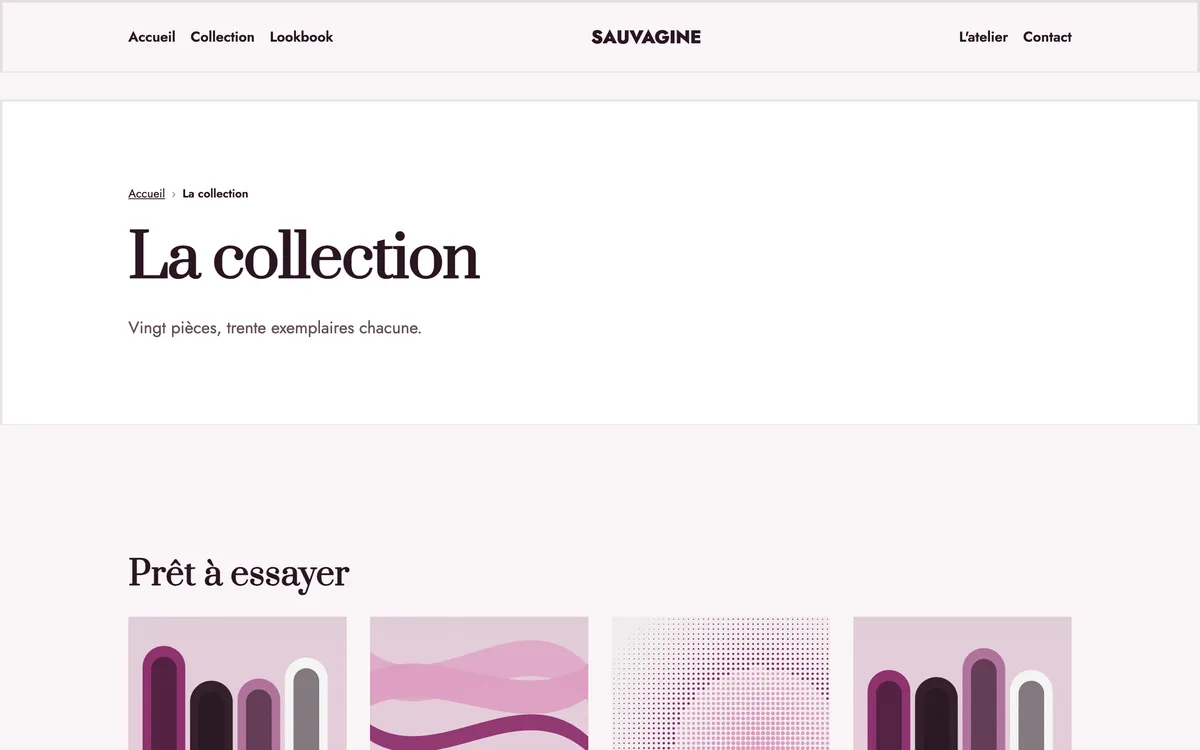 Accueil Collection Lookbook SAUVAGINE L'atelier Contact
Accueil › La collection
La collection
Vingt pièces, trente exemplaires chacune.
Prêt à essayer